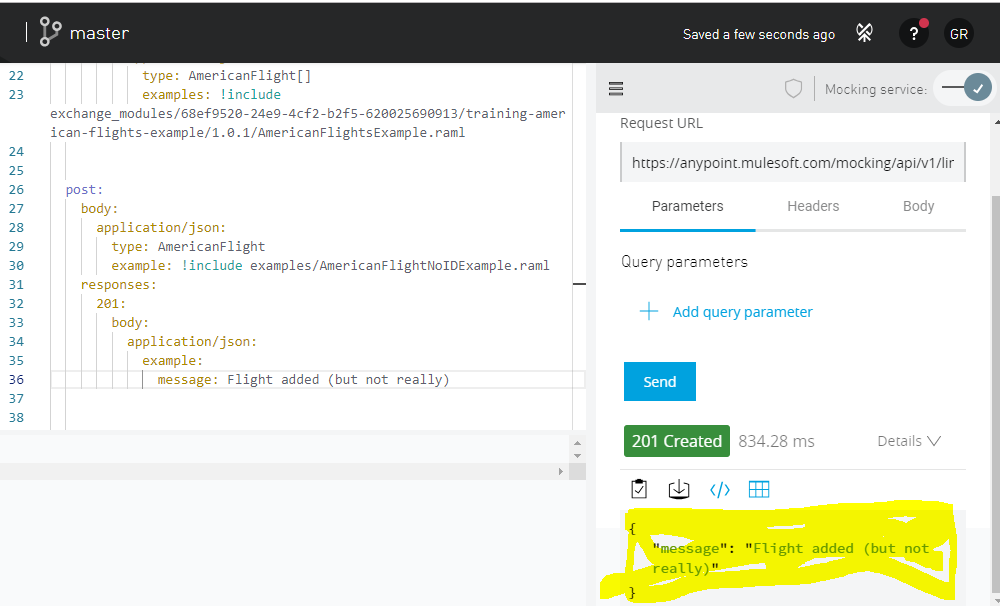 master
Saved a few seconds ago
?
GR
22 type: AmericanFlight[]
23 examples: !include
exchange_modules/68ef9520-24e9-4cf2-b2f5-620025690913/training-amer
ican-flights-example/1.0.1/AmericanFlightsExample.raml
24
25
26 post:
27 body:
28 application/json:
29 type: AmericanFlight
30 example: !include examples/AmericanFlightNoIDExample.raml
31 responses:
32 201:
33 body:
34 application/json:
35 example:
36 message: Flight added (but not really)
37
38
Mocking service:
Request URL
https://anypoint.mulesoft.com/mocking/api/v1/lin
Parameters Headers Body
Query parameters
Add query parameter
Send
201 Created 834.28 ms Details
{
"message": "Flight added (but not
really)"
}